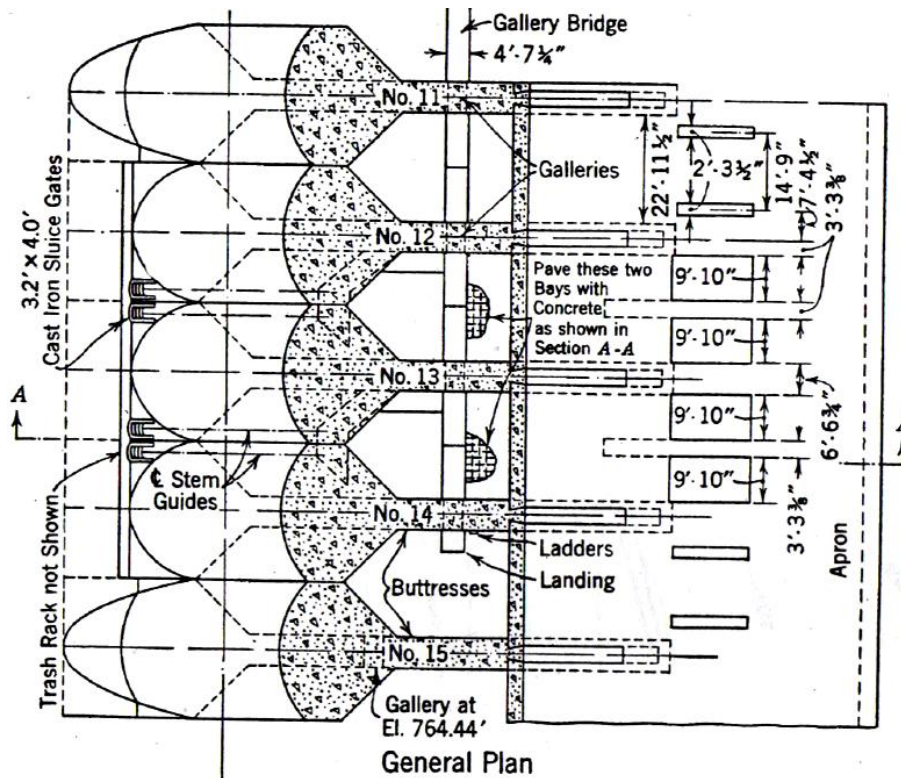 Gallery Bridge
4'-7¼"
No. 11
Galleries
22'-11½"
2'-3½"
14'-9"
7'-4½"
3'-3⅜"
3.2' x 4.0'
Cast Iron Sluice Gates
No. 12
Pave these two
Bays with
Concrete
as shown in
Section A-A
9'-10"
9'-10"
No. 13
A
9'-10"
6'-6¾"
℄ Stem
Guides
9'-10"
3'-3⅜"
No. 14
Ladders
Landing
Buttresses
Apron
Trash Rack not Shown
No. 15
Gallery at
El. 764.44'
General Plan